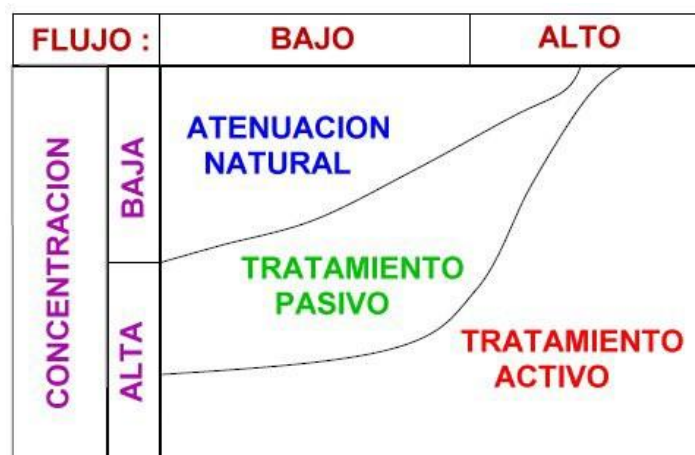 FLUJO :
BAJO
ALTO
CONCENTRACION
BAJA
ALTA
ATENUACION
NATURAL
TRATAMIENTO
PASIVO
TRATAMIENTO
ACTIVO